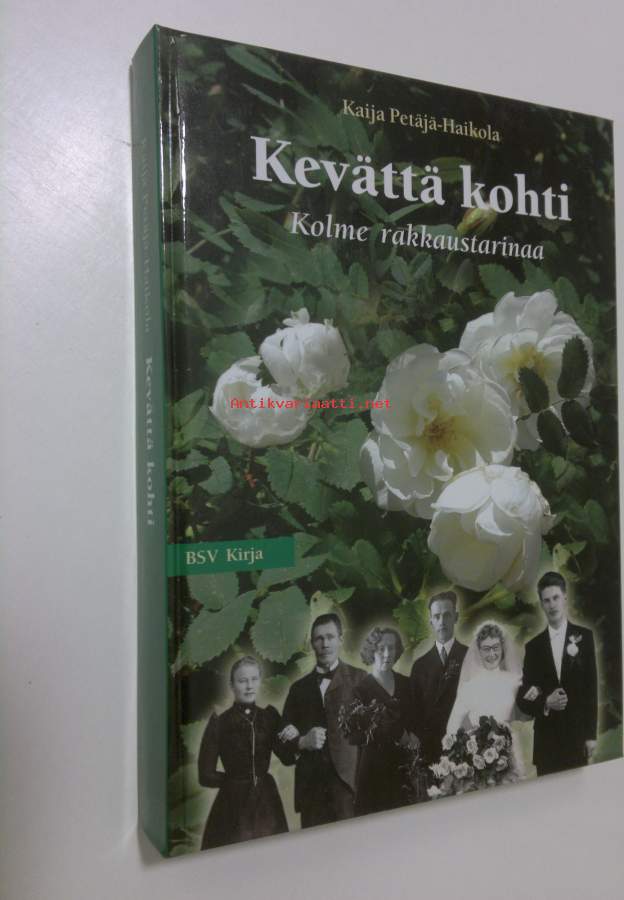 Kaija Petäjä-Haikola
Kevättä kohti
Kolme rakkaustarinaa
Antikvariaatti.net
BSV Kirja
Kaija Petäjä-Haikola Kevättä kohti